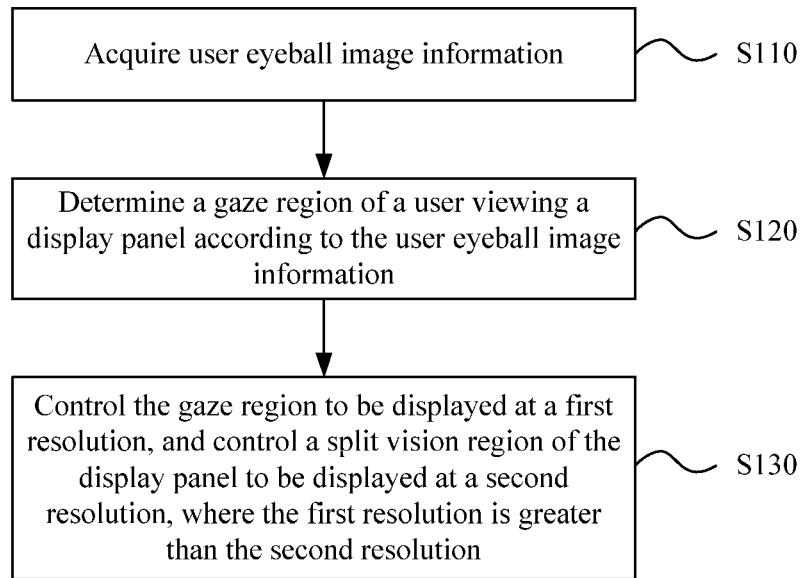 Acquire user eyeball image information
S110
Determine a gaze region of a user viewing a
display panel according to the user eyeball image
information
S120
Control the gaze region to be displayed at a first
resolution, and control a split vision region of the
display panel to be displayed at a second
resolution, where the first resolution is greater
than the second resolution
S130